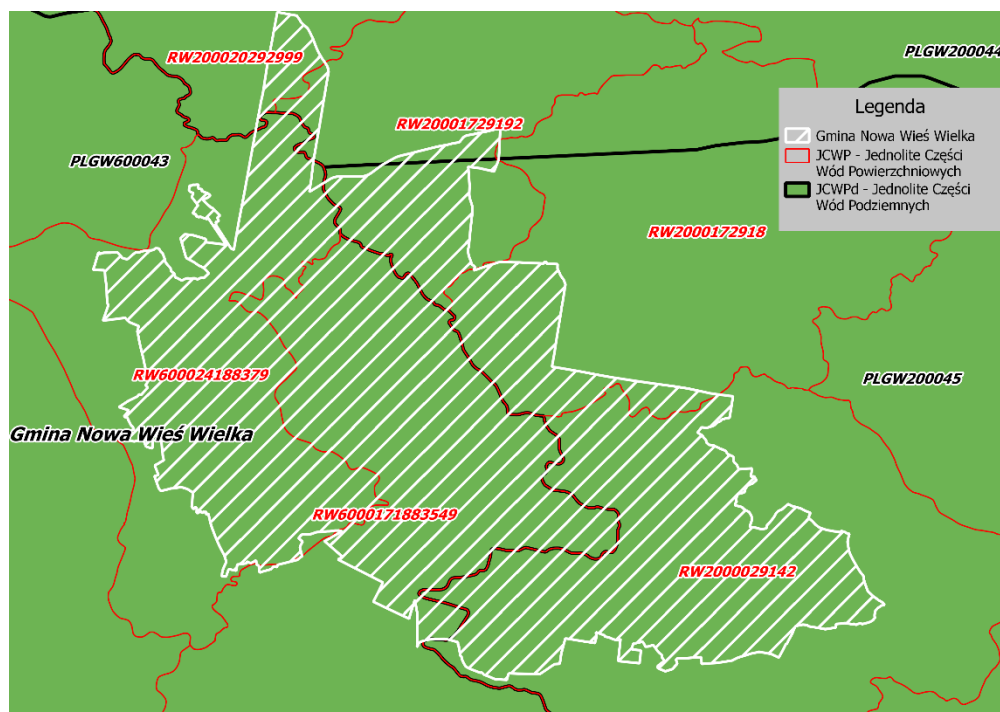 PLGW200044
RW200020292999
Legenda
RW20001729192
Gmina Nowa Wieś Wielka
JCWP - Jednolite Części
Wód Powierzchniowych
PLGW600043
JCWPd - Jednolite Części
Wód Podziemnych
RW2000172918
RW600024188379
PLGW200045
Gmina Nowa Wieś Wielka
RW6000171883549
RW2000029142